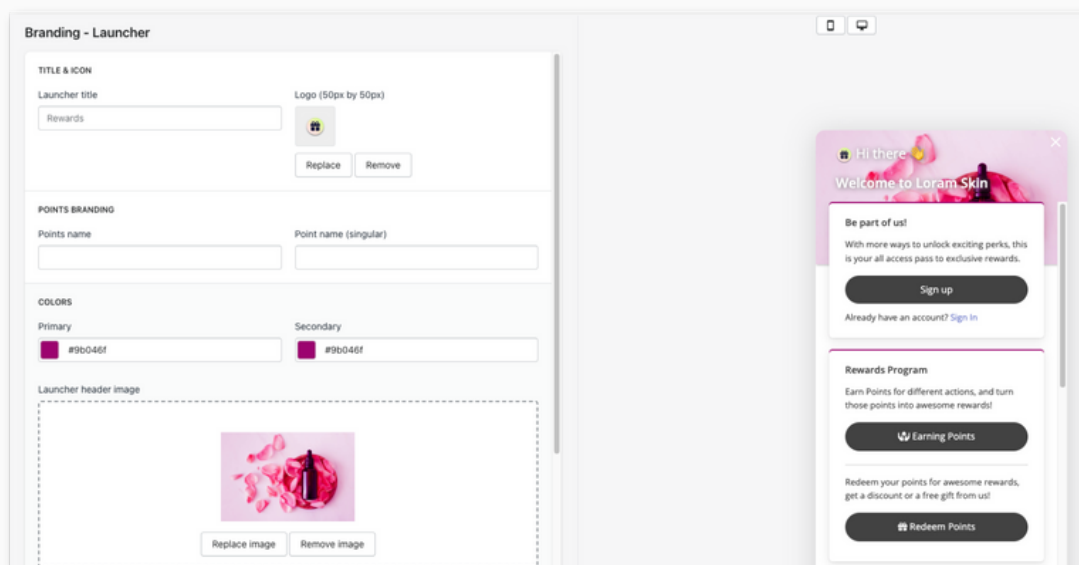 Branding - Launcher
TITLE & ICON
Launcher title
Logo (50px by 50px)
Rewards
Replace
Remove
POINTS BRANDING
Points name
Point name (singular)
COLORS
Primary
Secondary
#9b046f
#9b046f
Launcher header image
Replace image
Remove image
Hi there 👋
Welcome to Loram Skin
Be part of us!
With more ways to unlock exciting perks, this
is your all access pass to exclusive rewards.
Sign up
Already have an account? Sign In
Rewards Program
Earn Points for different actions, and turn
those points into awesome rewards!
Earning Points
Redeem your points for awesome rewards,
get a discount or a free gift from us!
Redeem Points